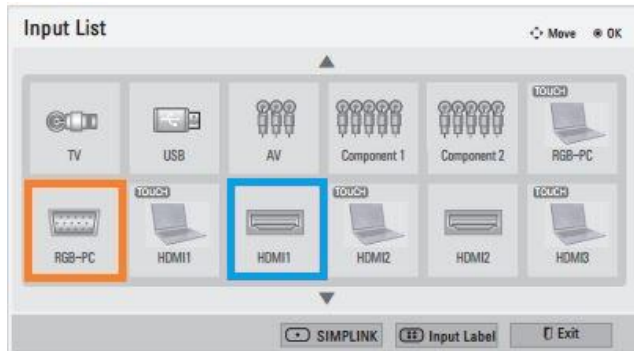 Input List
Move OK
TOUCH
TV USB AV Component 1 Component 2 RGB-PC
TOUCH TOUCH TOUCH
RGB-PC HDMI1 HDMI1 HDMI2 HDMI2 HDMI3
SIMPLINK Input Label Exit